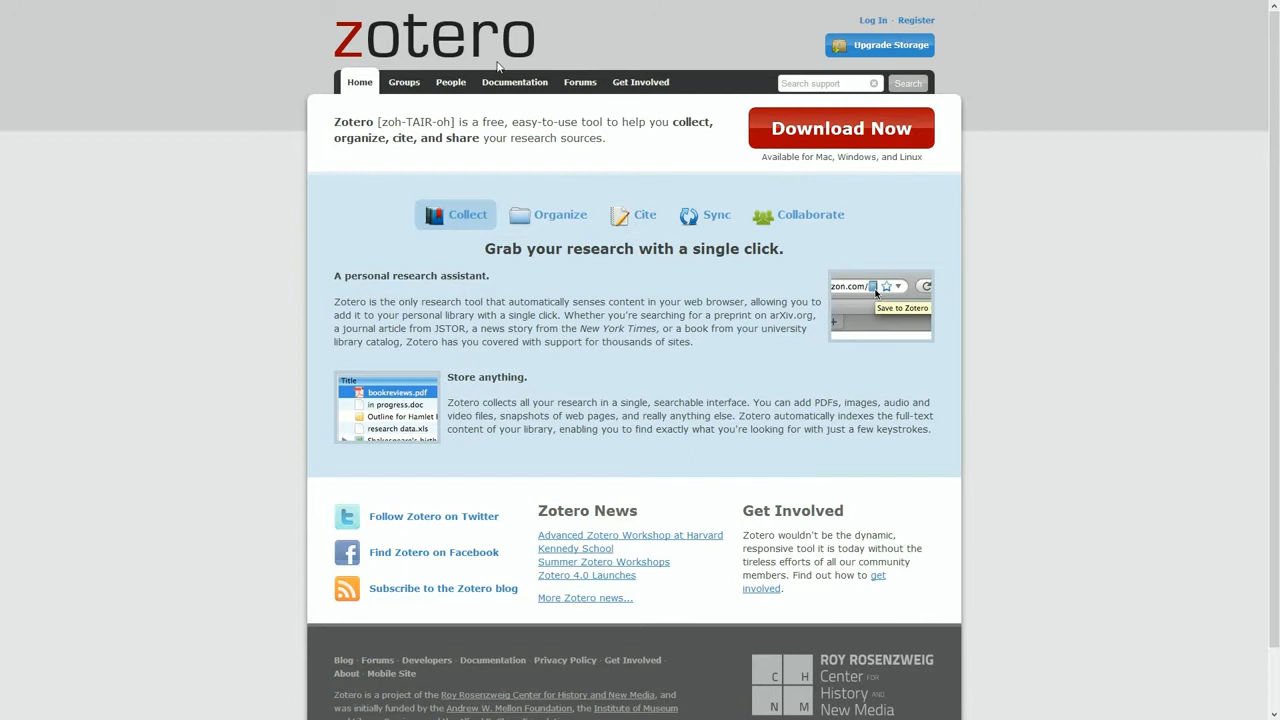 zotero
Log In · Register
Upgrade Storage
Home Groups People Documentation Forums Get Involved
Search support Search
Zotero [zoh-TAIR-oh] is a free, easy-to-use tool to help you collect,
organize, cite, and share your research sources.
Download Now
Available for Mac, Windows, and Linux
Collect Organize Cite Sync Collaborate
Grab your research with a single click.
A personal research assistant.
Zotero is the only research tool that automatically senses content in your web browser, allowing you to
add it to your personal library with a single click. Whether you're searching for a preprint on arXiv.org,
a journal article from JSTOR, a news story from the New York Times, or a book from your university
library catalog, Zotero has you covered with support for thousands of sites.
zon.com/
Save to Zotero
Title
bookreviews.pdf
in progress.doc
Outline for Hamlet
research data.xls
Store anything.
Zotero collects all your research in a single, searchable interface. You can add PDFs, images, audio and
video files, snapshots of web pages, and really anything else. Zotero automatically indexes the full-text
content of your library, enabling you to find exactly what you're looking for with just a few keystrokes.
Follow Zotero on Twitter
Find Zotero on Facebook
Subscribe to the Zotero blog
Zotero News
Advanced Zotero Workshop at Harvard
Kennedy School
Summer Zotero Workshops
Zotero 4.0 Launches
More Zotero news...
Get Involved
Zotero wouldn't be the dynamic,
responsive tool it is today without the
tireless efforts of all our community
members. Find out how to get
involved.
Blog · Forums · Developers · Documentation · Privacy Policy · Get Involved ·
About · Mobile Site
Zotero is a project of the Roy Rosenzweig Center for History and New Media, and
was initially funded by the Andrew W. Mellon Foundation, the Institute of Museum
C H
N M
ROY ROSENZWEIG
Center FOR
History AND
New Media